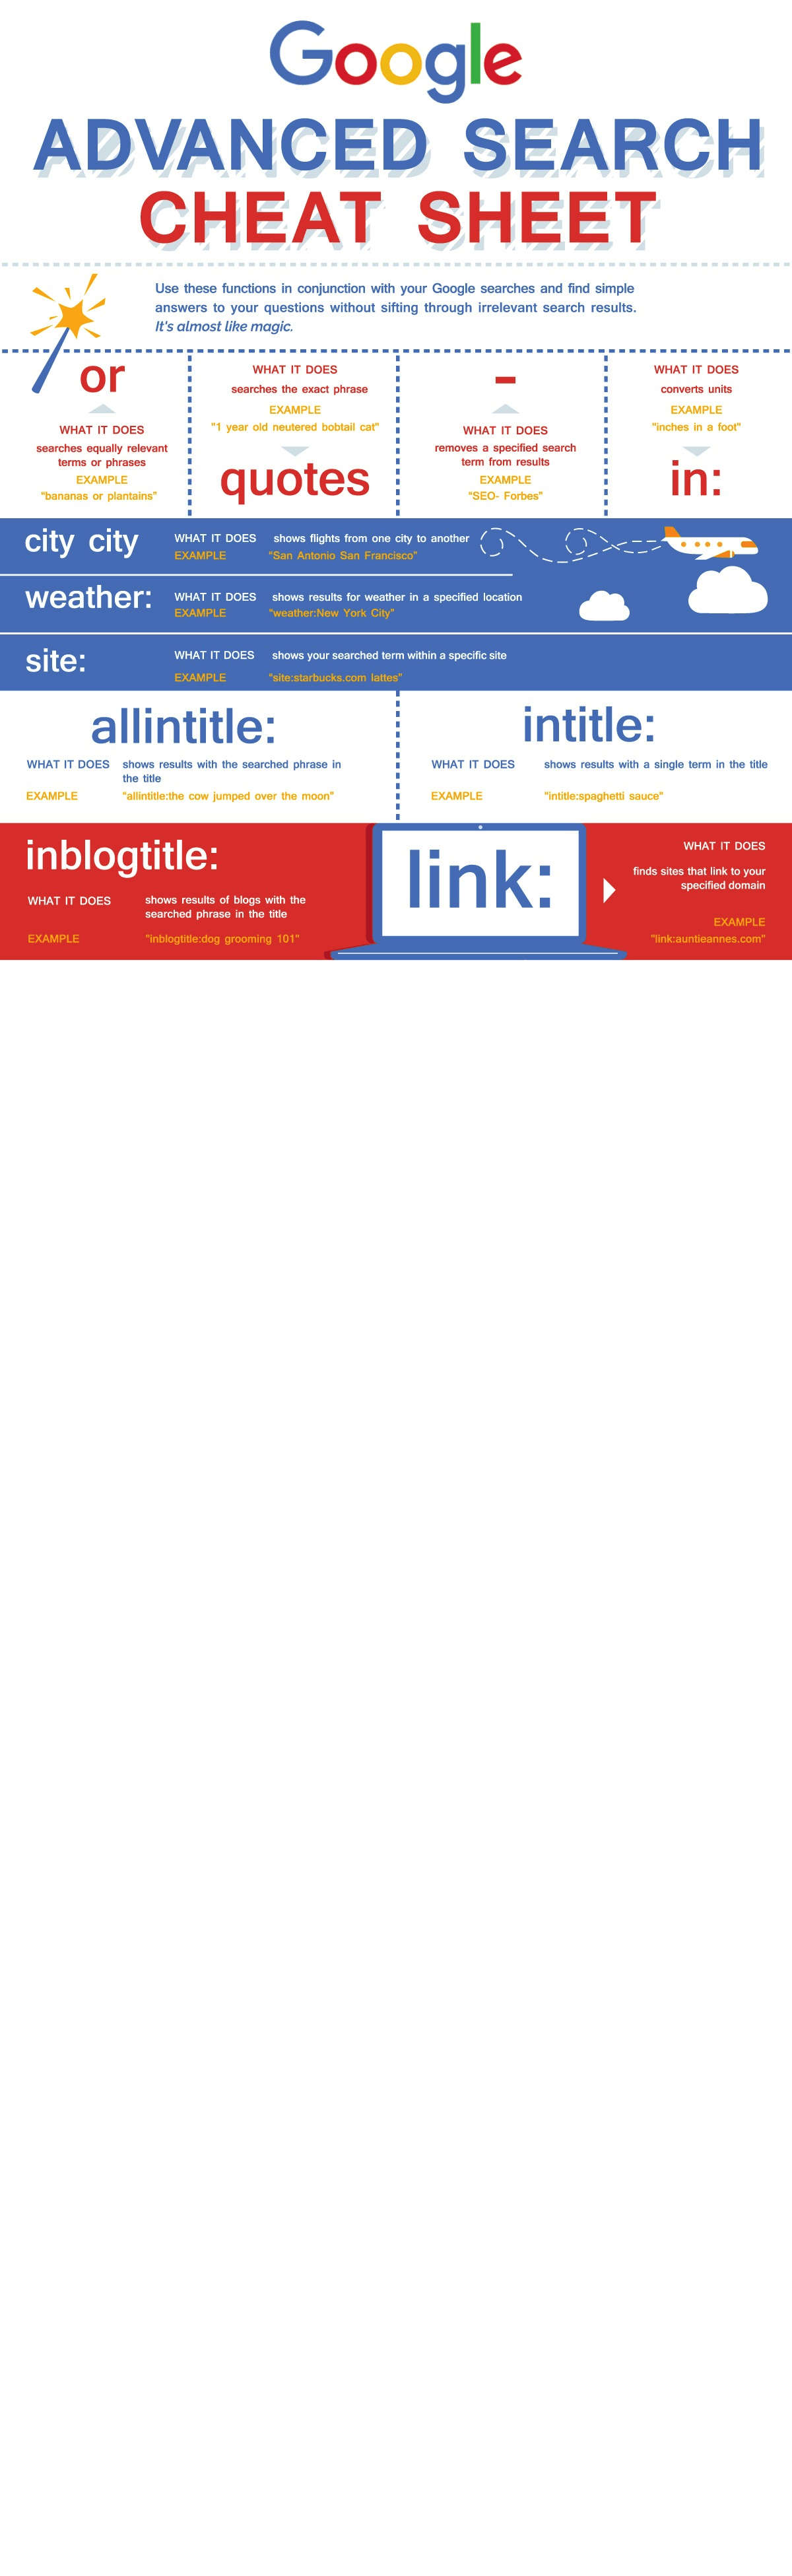 Google
ADVANCED SEARCH
CHEAT SHEET
Use these functions in conjunction with your Google searches and find simple
answers to your questions without sifting through irrelevant search results.
It's almost like magic.
or
WHAT IT DOES
searches equally relevant
terms or phrases
EXAMPLE
"bananas or plantains"
WHAT IT DOES
searches the exact phrase
EXAMPLE
"1 year old neutered bobtail cat"
quotes
-
WHAT IT DOES
removes a specified search
term from results
EXAMPLE
"SEO- Forbes"
WHAT IT DOES
converts units
EXAMPLE
"inches in a foot"
in:
city city
WHAT IT DOES shows flights from one city to another
EXAMPLE "San Antonio San Francisco"
weather:
WHAT IT DOES shows results for weather in a specified location
EXAMPLE "weather:New York City"
site:
WHAT IT DOES shows your searched term within a specific site
EXAMPLE "site:starbucks.com lattes"
allintitle:
WHAT IT DOES shows results with the searched phrase in
the title
EXAMPLE "allintitle:the cow jumped over the moon"
intitle:
WHAT IT DOES shows results with a single term in the title
EXAMPLE "intitle:spaghetti sauce"
inblogtitle:
WHAT IT DOES shows results of blogs with the
searched phrase in the title
EXAMPLE "inblogtitle:dog grooming 101"
link:
WHAT IT DOES
finds sites that link to your
specified domain
EXAMPLE
"link:auntieannes.com"